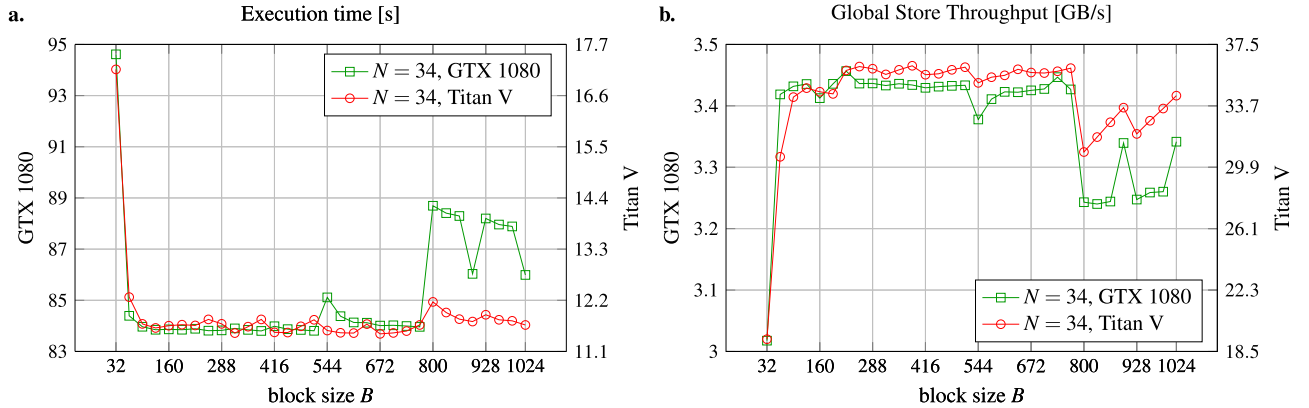 a.
Execution time [s]
95
93
91
89
87
85
83
GTX 1080
17.7
16.6
15.5
14.4
13.3
12.2
11.1
Titan V
N = 34, GTX 1080
N = 34, Titan V
32 160 288 416 544 672 800 928 1024
block size B
b.
Global Store Throughput [GB/s]
3.5
3.4
3.3
3.2
3.1
3
GTX 1080
37.5
33.7
29.9
26.1
22.3
18.5
Titan V
N = 34, GTX 1080
N = 34, Titan V
32 160 288 416 544 672 800 928 1024
block size B